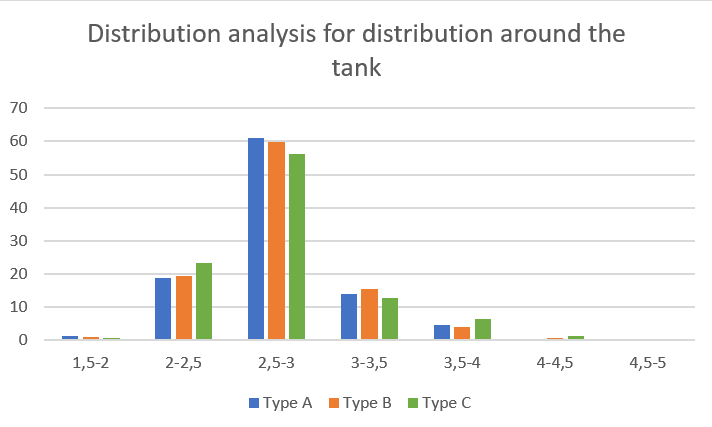 Distribution analysis for distribution around the
tank
70
60
50
40
30
20
10
0
1,5-2 2-2,5 2,5-3 3-3,5 3,5-4 4-4,5 4,5-5
Type A Type B Type C